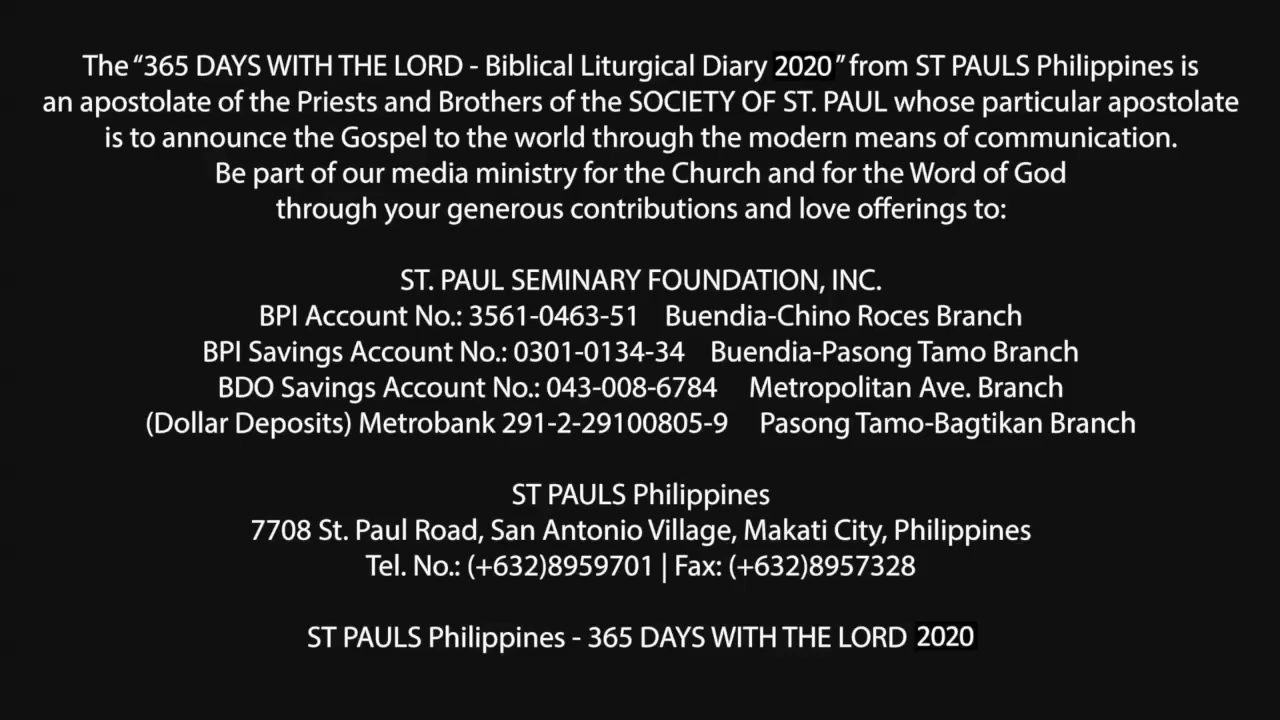 The “365 DAYS WITH THE LORD - Biblical Liturgical Diary 2020” from ST PAULS Philippines is
an apostolate of the Priests and Brothers of the SOCIETY OF ST. PAUL whose particular apostolate
is to announce the Gospel to the world through the modern means of communication.
Be part of our media ministry for the Church and for the Word of God
through your generous contributions and love offerings to:
ST. PAUL SEMINARY FOUNDATION, INC.
BPI Account No.: 3561-0463-51 Buendia-Chino Roces Branch
BPI Savings Account No.: 0301-0134-34 Buendia-Pasong Tamo Branch
BDO Savings Account No.: 043-008-6784 Metropolitan Ave. Branch
(Dollar Deposits) Metrobank 291-2-29100805-9 Pasong Tamo-Bagtikan Branch
ST PAULS Philippines
7708 St. Paul Road, San Antonio Village, Makati City, Philippines
Tel. No.: (+632)8959701 | Fax: (+632)8957328
ST PAULS Philippines - 365 DAYS WITH THE LORD 2020